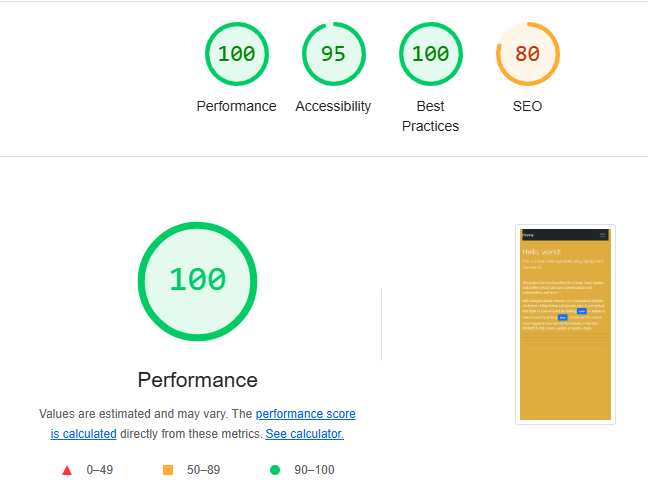 100
95
100
80
Performance
Accessibility
Best
Practices
SEO
100
Performance
Values are estimated and may vary. The performance score
is calculated directly from these metrics. See calculator.
0–49
50–89
90–100
Home
Hello, world!